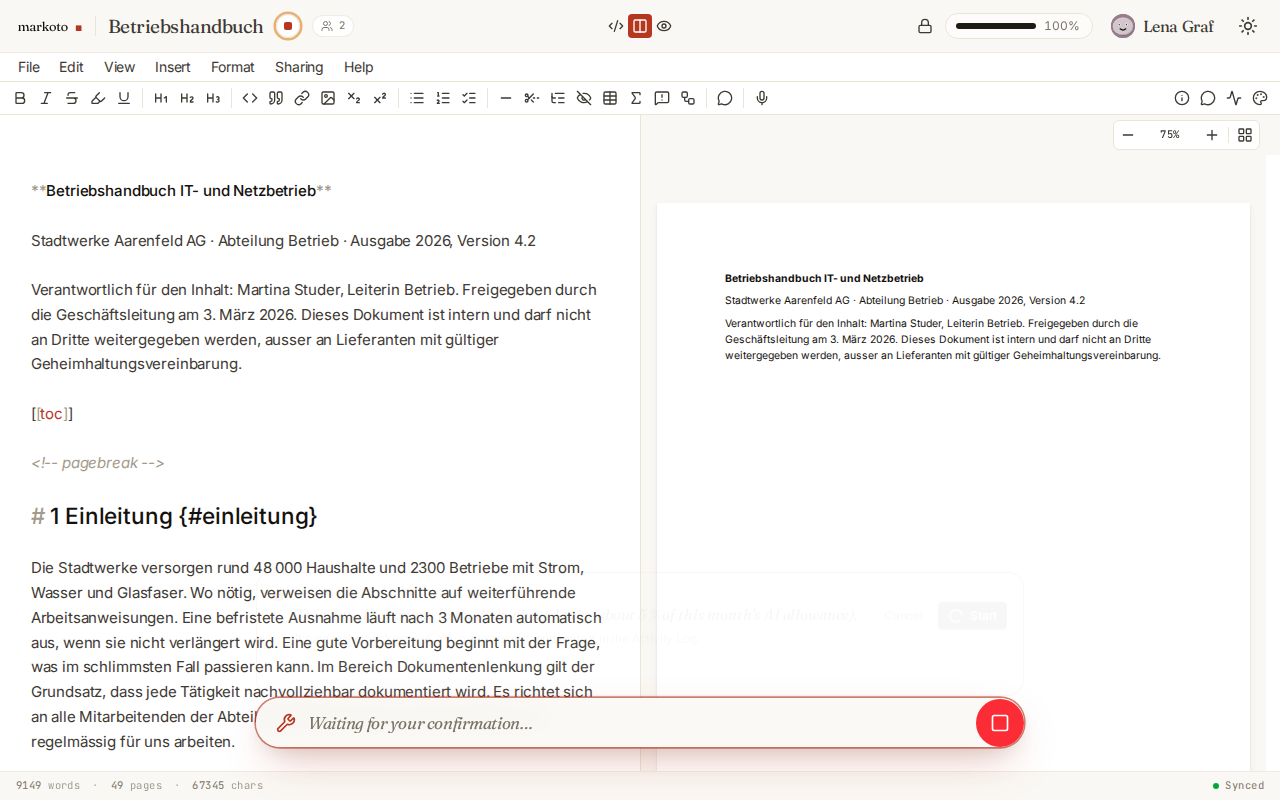 markoto
Betriebshandbuch
2
100%
Lena Graf
File Edit View Insert Format Sharing Help
H1 H2 H3
75%
**Betriebshandbuch IT- und Netzbetrieb**
Stadtwerke Aarenfeld AG · Abteilung Betrieb · Ausgabe 2026, Version 4.2
Verantwortlich für den Inhalt: Martina Studer, Leiterin Betrieb. Freigegeben durch
die Geschäftsleitung am 3. März 2026. Dieses Dokument ist intern und darf nicht
an Dritte weitergegeben werden, ausser an Lieferanten mit gültiger
Geheimhaltungsvereinbarung.
[[toc]]
<!-- pagebreak -->
# 1 Einleitung {#einleitung}
Die Stadtwerke versorgen rund 48 000 Haushalte und 2300 Betriebe mit Strom,
Wasser und Glasfaser. Wo nötig, verweisen die Abschnitte auf weiterführende
Arbeitsanweisungen. Eine befristete Ausnahme läuft nach 3 Monaten automatisch
aus, wenn sie nicht verlängert wird. Eine gute Vorbereitung beginnt mit der Frage,
was im schlimmsten Fall passieren kann. Im Bereich Dokumentenlenkung gilt der
Grundsatz, dass jede Tätigkeit nachvollziehbar dokumentiert wird. Es richtet sich
an alle Mitarbeitenden der
regelmässig für uns arbeiten.
Betriebshandbuch IT- und Netzbetrieb
Stadtwerke Aarenfeld AG · Abteilung Betrieb · Ausgabe 2026, Version 4.2
Verantwortlich für den Inhalt: Martina Studer, Leiterin Betrieb. Freigegeben durch die
Geschäftsleitung am 3. März 2026. Dieses Dokument ist intern und darf nicht an Dritte
weitergegeben werden, ausser an Lieferanten mit gültiger Geheimhaltungsvereinbarung.
of this month's AI allowance).
Cancel
Start
Waiting for your confirmation...
9149 words · 49 pages · 67345 chars
Synced